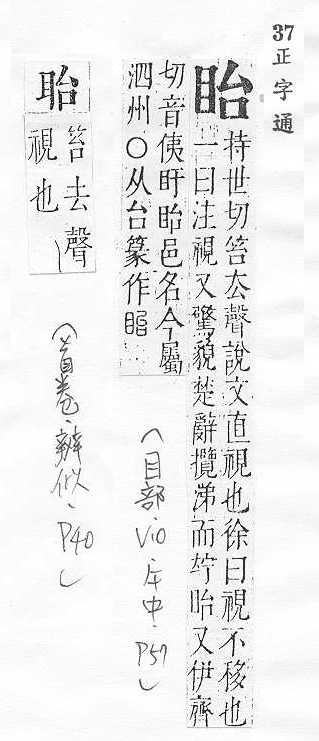 37
正字通
眙
持世切笞去聲說文直視也徐曰視不移也
一曰注視又驚貌楚辭攬涕而竚眙又伊齊
切音侇盱眙邑名今屬
泗州〇从台篆作眙
(目部,V10,午中,P57)
眙
笞去聲
視也
(首卷,辨似,P40)